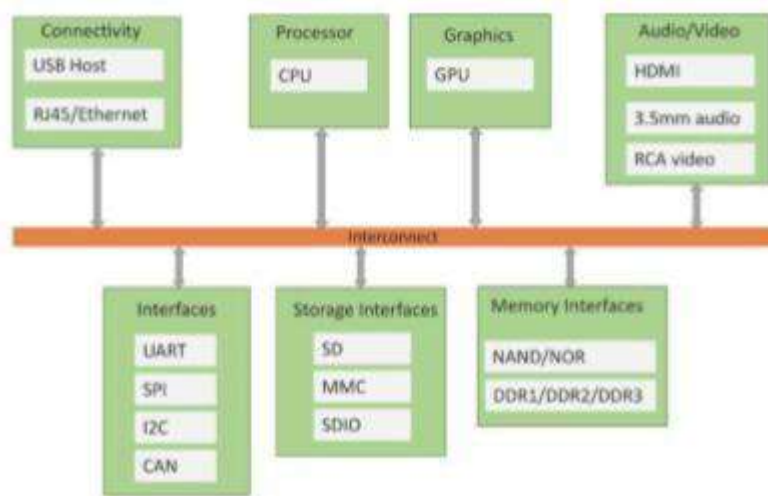 Connectivity
USB Host
RJ45/Ethernet
Processor
CPU
Graphics
GPU
Audio/Video
HDMI
3.5mm audio
RCA video
Interconnect
Interfaces
UART
SPI
I2C
CAN
Storage Interfaces
SD
MMC
SDIO
Memory Interfaces
NAND/NOR
DDR1/DDR2/DDR3